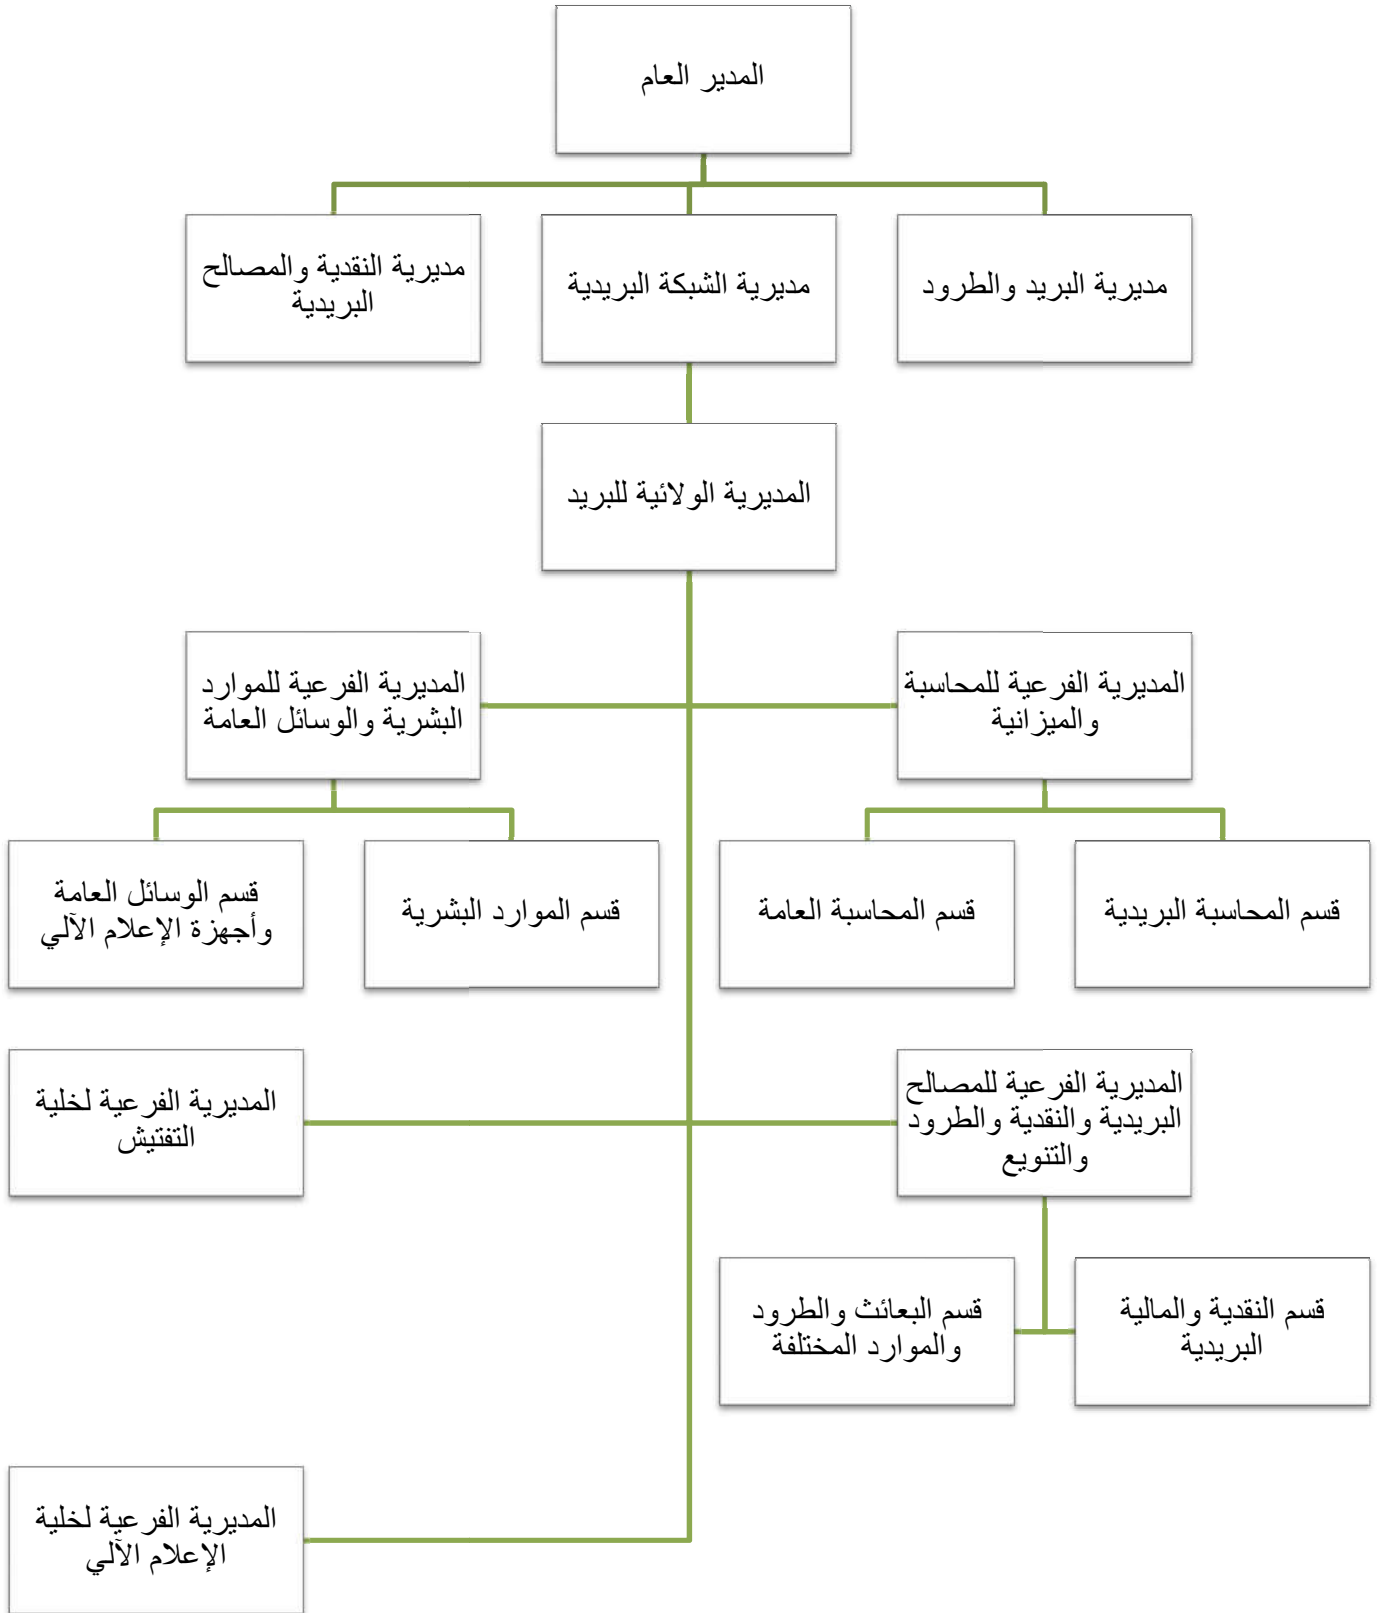 المدير العام
مديرية البريد والطرود
مديرية الشبكة البريدية
مديرية النقدية والمصالح
البريدية
المديرية الولائية للبريد
المديرية الفرعية للمحاسبة
والميزانية
المديرية الفرعية للموارد
البشرية والوسائل العامة
قسم المحاسبة البريدية
قسم المحاسبة العامة
قسم الموارد البشرية
قسم الوسائل العامة
وأجهزة الإعلام الآلي
المديرية الفرعية للمصالح
البريدية والنقدية والطرود
والتنويع
المديرية الفرعية لخلية
التفتيش
قسم النقدية والمالية
البريدية
قسم البعائث والطرود
والموارد المختلفة
المديرية الفرعية لخلية
الإعلام الآلي